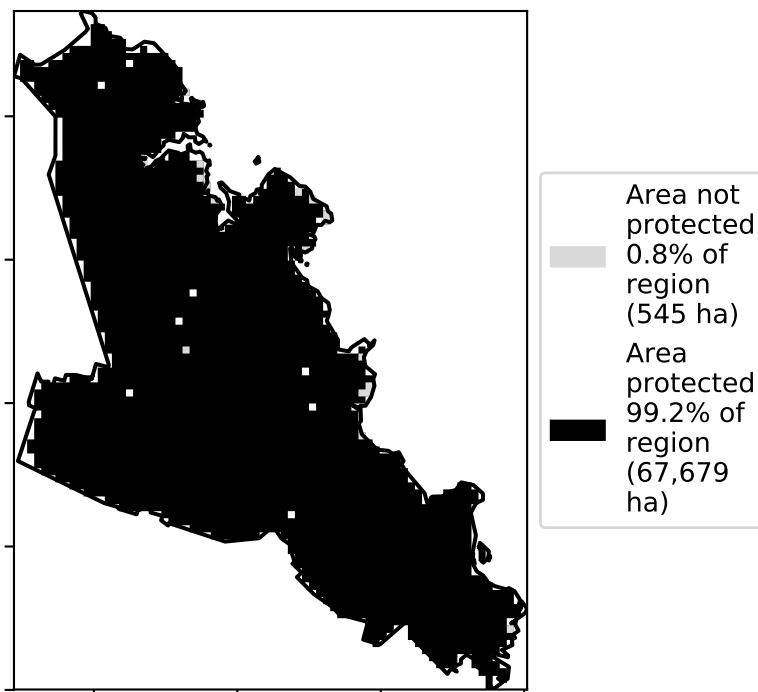 Area not
protected
0.8% of
region
(545 ha)
Area
protected
99.2% of
region
(67,679
ha)